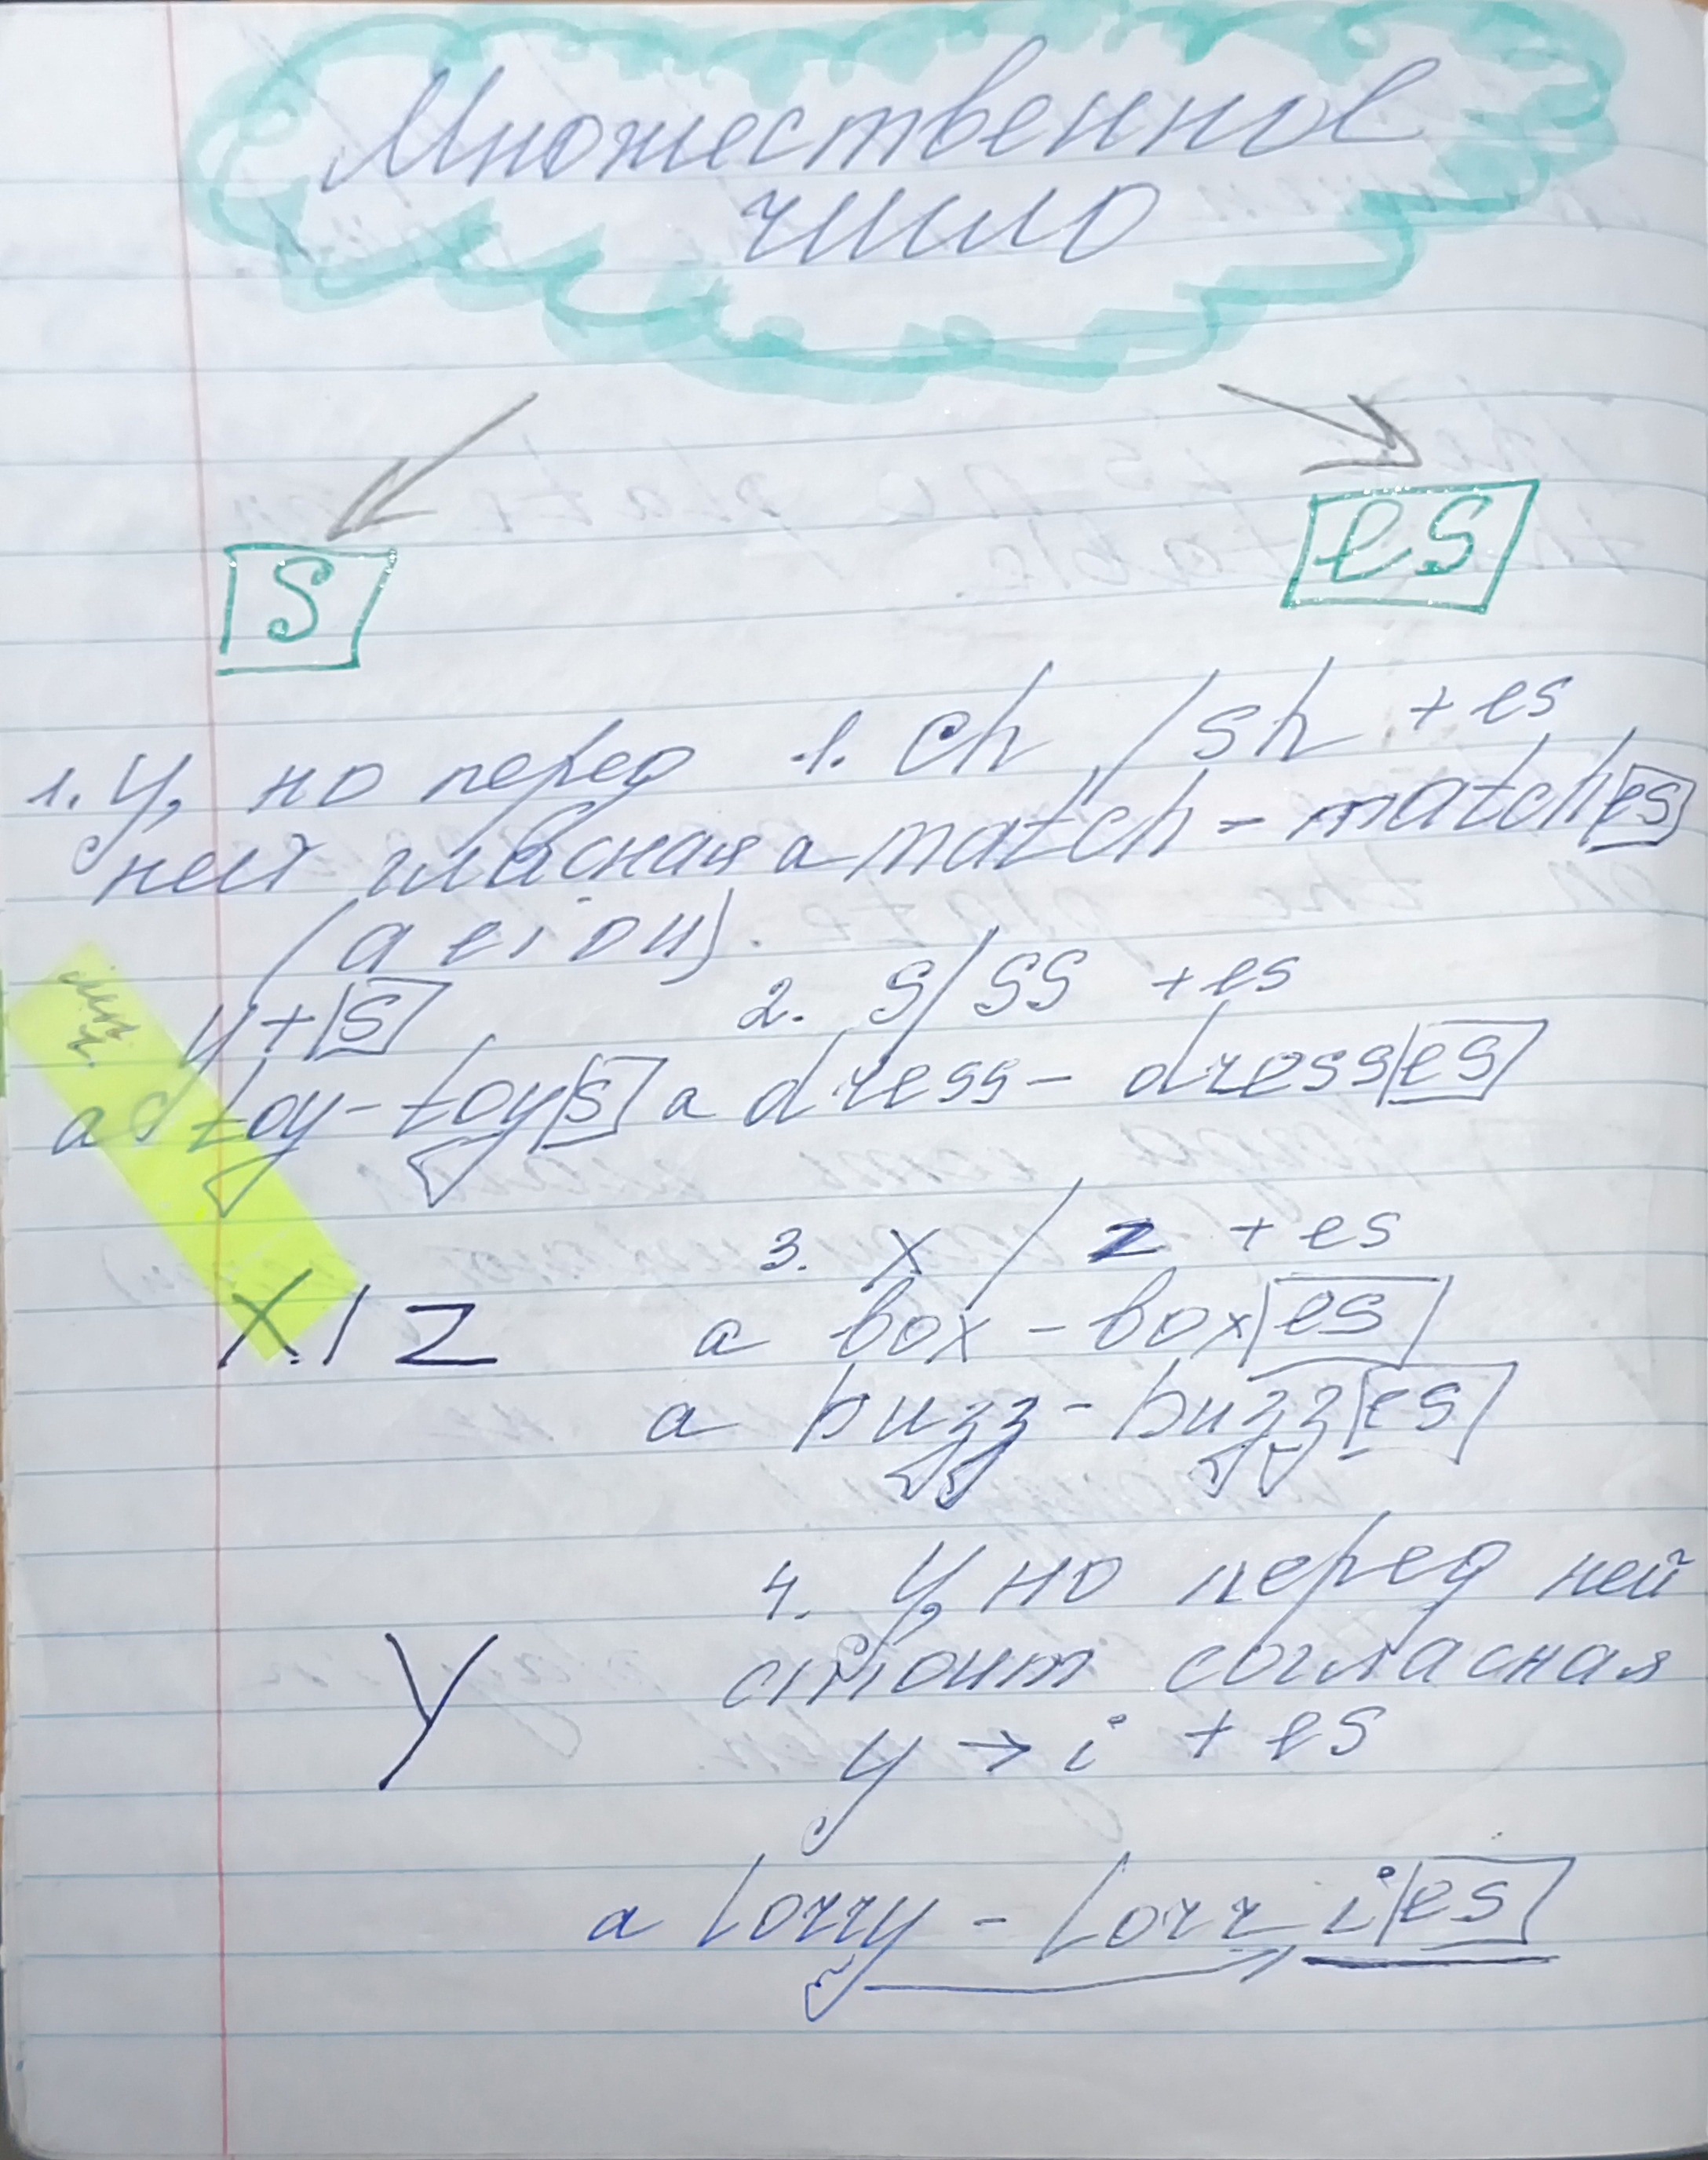 Множественное
число
s
es
1. y, но перед
ней гласная
(a e i o u).
y + s
a toy - toys
1. ch / sh + es
a match - matches
2. s/ss + es
a dress - dresses
3. x / z + es
a box - boxes
a buzz - buzzes
x / z
4. y, но перед ней
стоит согласная
y → i + es
y
a lorry - lorries